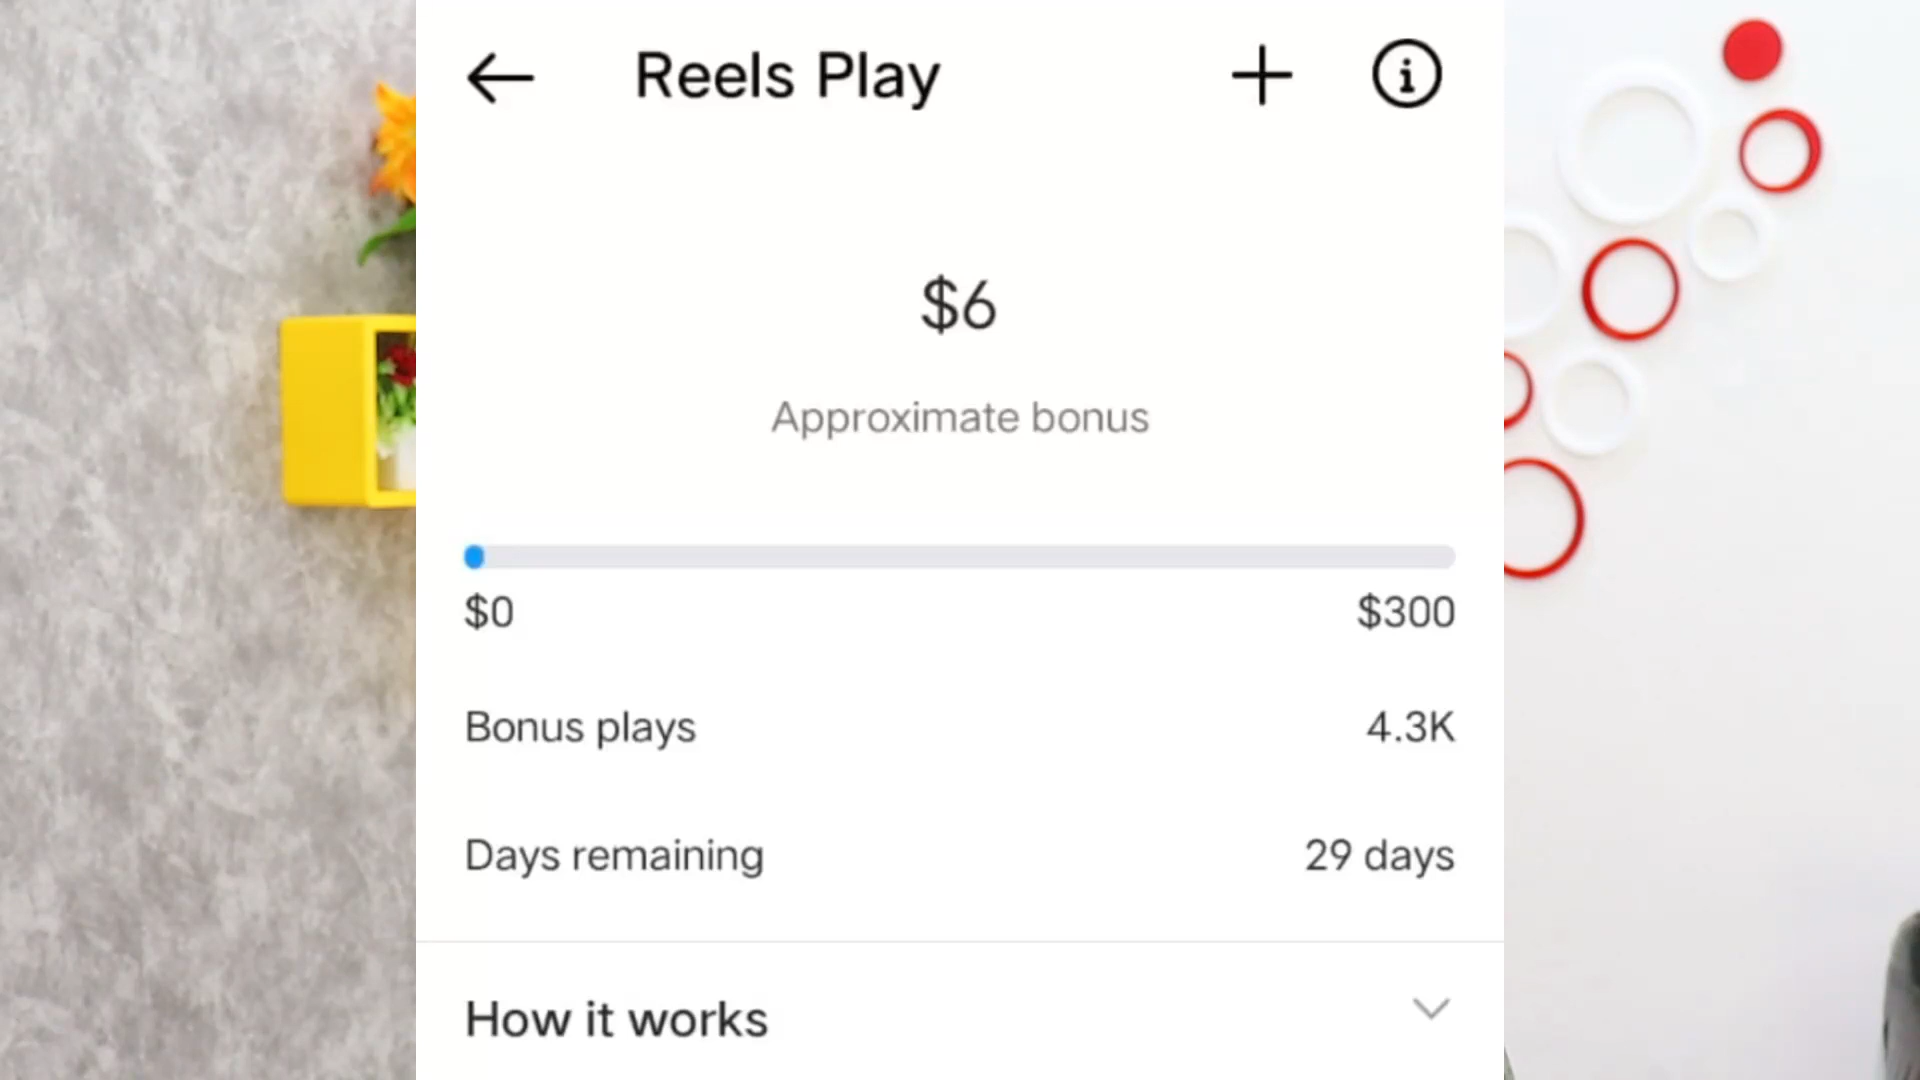 Reels Play
$6
Approximate bonus
$0 $300
Bonus plays 4.3K
Days remaining 29 days
How it works